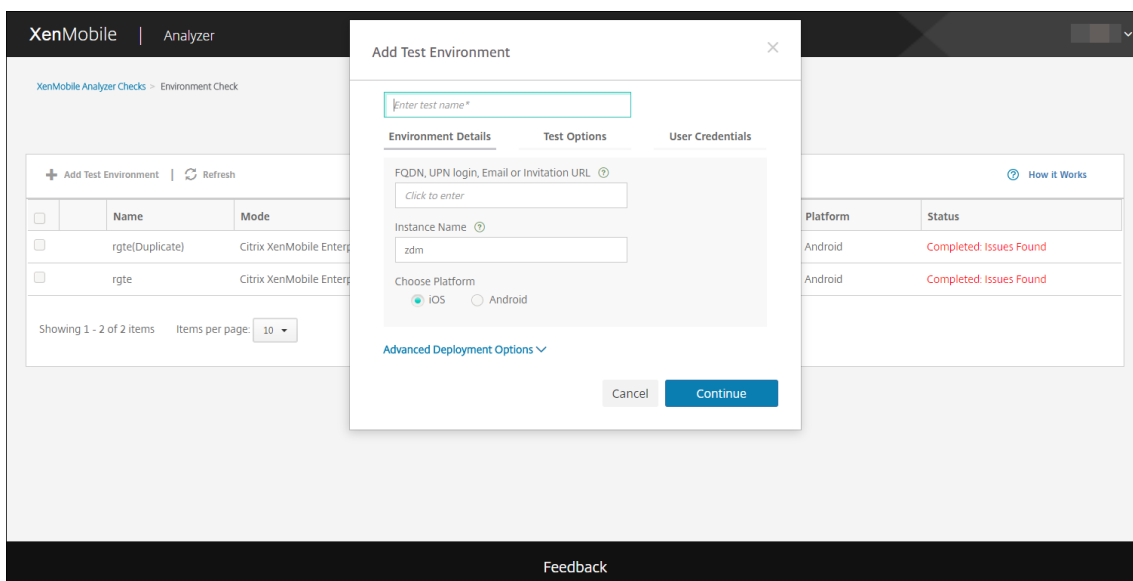 XenMobile | Analyzer
Add Test Environment
XenMobile Analyzer Checks > Environment Check
Enter test name*
Environment Details Test Options User Credentials
Add Test Environment | Refresh
How it Works
FQDN, UPN login, Email or Invitation URL
Click to enter
Name Mode Platform Status
Instance Name
rgte(Duplicate) Citrix XenMobile Enterp Android Completed: Issues Found
zdm
rgte Citrix XenMobile Enterp Android Completed: Issues Found
Choose Platform
iOS Android
Showing 1 - 2 of 2 items Items per page: 10
Advanced Deployment Options
Cancel Continue
Feedback